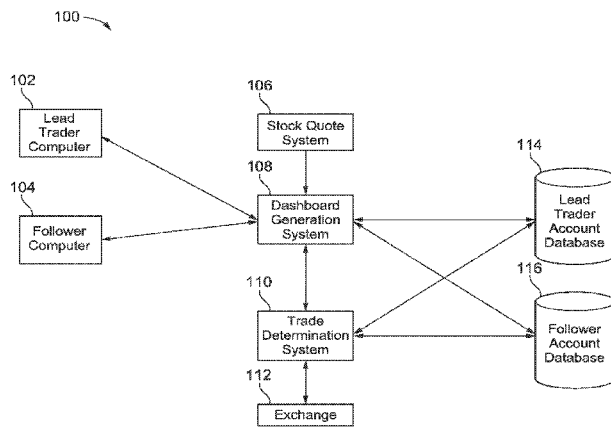 100
102
Lead
Trader
Computer
104
Follower
Computer
106
Stock Quote
System
108
Dashboard
Generation
System
110
Trade
Determination
System
112
Exchange
114
Lead
Trader
Account
Database
116
Follower
Account
Database